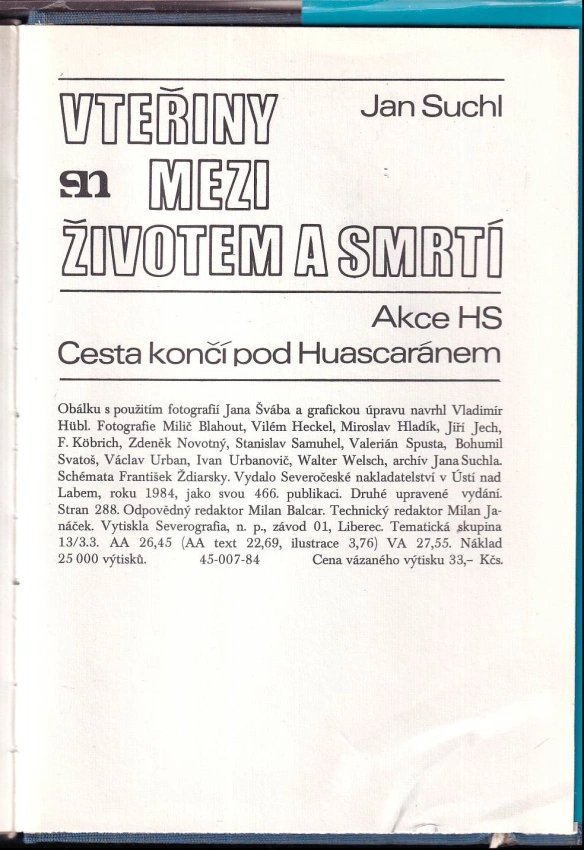 VTEŘINY
Jan Suchl
sn MEZI
ŽIVOTEM A SMRTÍ
Akce HS
Cesta končí pod Huascaránem
Obálku s použitím fotografií Jana Švába a grafickou úpravu navrhl Vladimír
Hübl. Fotografie Milič Blahout, Vilém Heckel, Miroslav Hladík, Jiří Jech,
F. Köbrich, Zdeněk Novotný, Stanislav Samuhel, Valerián Spusta, Bohumil
Svatoš, Václav Urban, Ivan Urbanovič, Walter Welsch, archív Jana Suchla.
Schémata František Ždiarsky. Vydalo Severočeské nakladatelství v Ústí nad
Labem, roku 1984, jako svou 466. publikaci. Druhé upravené vydání.
Stran 288. Odpovědný redaktor Milan Balcar. Technický redaktor Milan Ja-
náček. Vytiskla Severografia, n. p., závod 01, Liberec. Tematická skupina
13/3.3. AA 26,45 (AA text 22,69, ilustrace 3,76) VA 27,55. Náklad
25 000 výtisků. 45-007-84 Cena vázaného výtisku 33,– Kčs.